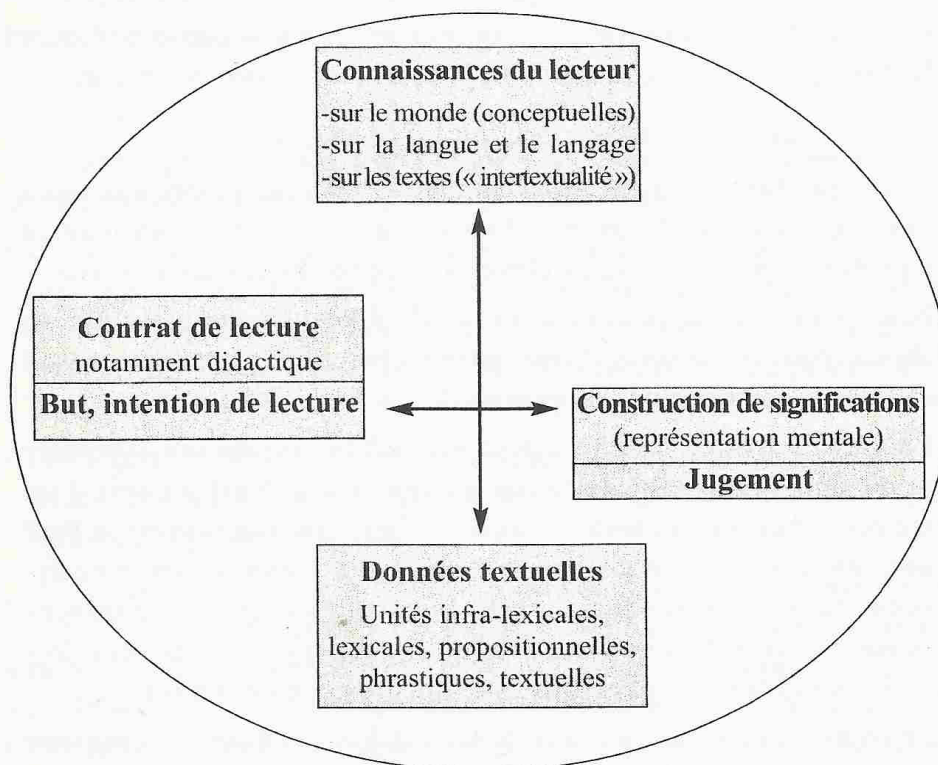 Connaissances du lecteur
-sur le monde (conceptuelles)
-sur la langue et le langage
-sur les textes (« intertextualité »)
Contrat de lecture
notamment didactique
But, intention de lecture
Construction de significations
(représentation mentale)
Jugement
Données textuelles
Unités infra-lexicales,
lexicales, propositionnelles,
phrastiques, textuelles